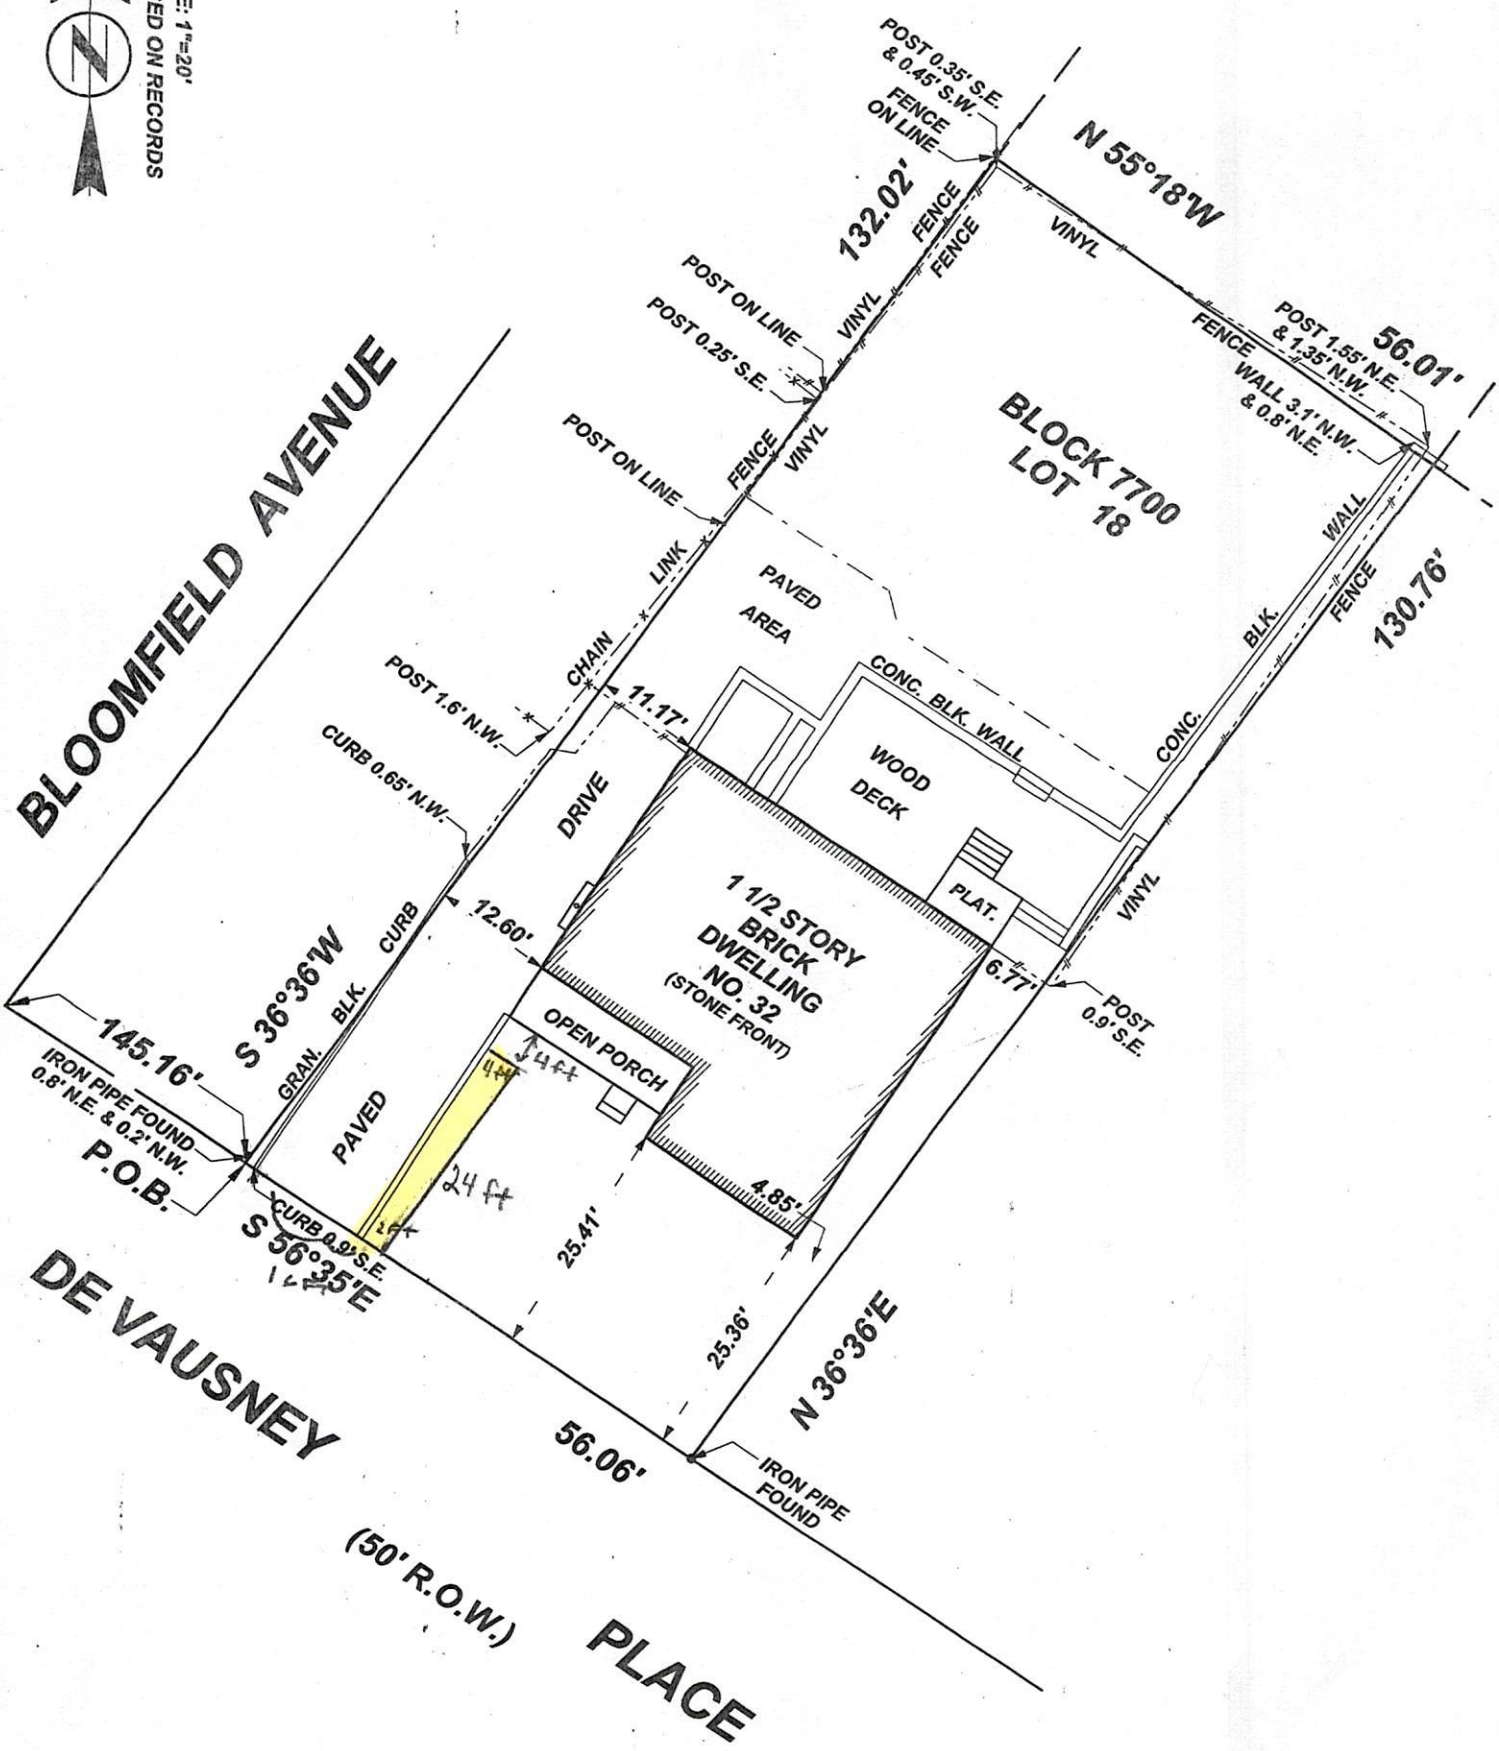 E: 1"=20'
ED ON RECORDS
N
POST 0.35' S.E.
& 0.45' S.W.
FENCE
ON LINE
N 55°18'W
132.02'
FENCE
FENCE
VINYL
VINYL
FENCE
POST ON LINE
POST 0.25' S.E.
VINYL
POST 1.55' N.E.
& 1.35' N.W.
56.01'
WALL 3.1' N.W.
& 0.8' N.E.
BLOCK 7700
LOT 18
BLOOMFIELD AVENUE
POST ON LINE
FENCE
VINYL
LINK
CHAIN
WALL
BLK.
CONC.
FENCE
130.76'
PAVED
AREA
POST 1.6' N.W.
11.17'
CONC. BLK. WALL
CURB 0.65' N.W.
DRIVE
WOOD
DECK
PLAT.
VINYL
12.60'
1 1/2 STORY
BRICK
DWELLING
NO. 32
(STONE FRONT)
6.77'
POST
0.9' S.E.
CURB
BLK.
GRAN.
S 36°36'W
145.16'
IRON PIPE FOUND
0.8' N.E. & 0.2' N.W.
P.O.B.
OPEN PORCH
4ft
4ft
PAVED
24 ft
2ft
4.85'
25.41'
25.36'
CURB 0.9' S.E.
S 56°35'E
N 36°36'E
DE VAUSNEY
56.06'
IRON PIPE
FOUND
(50' R.O.W.)
PLACE